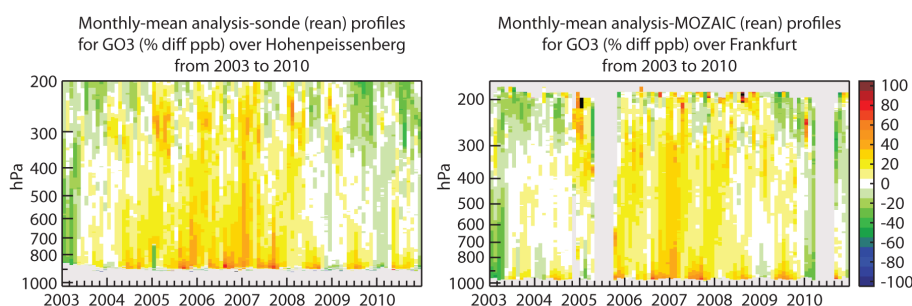 Monthly-mean analysis-sonde (rean) profiles
for GO3 (% diff ppb) over Hohenpeissenberg
from 2003 to 2010
200
300
400
500
600
700
800
1000
hPa
2003 2004 2005 2006 2007 2008 2009 2010
Monthly-mean analysis-MOZAIC (rean) profiles
for GO3 (% diff ppb) over Frankfurt
from 2003 to 2010
200
300
400
500
600
700
800
1000
hPa
2003 2004 2005 2006 2007 2008 2009 2010
100
80
60
40
20
0
-20
-40
-60
-80
-100